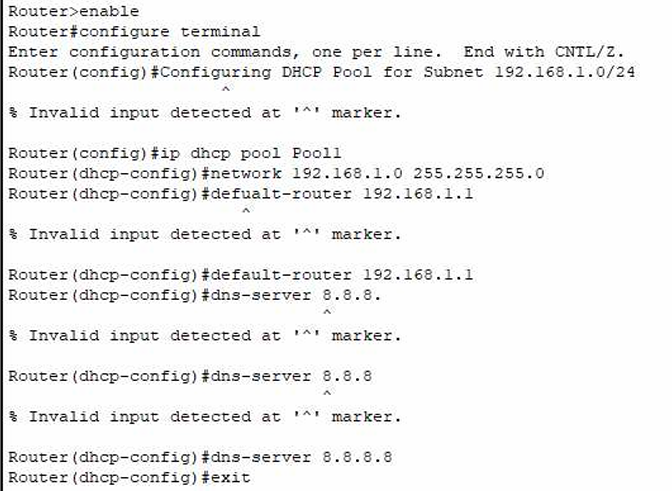 Router>enable
Router#configure terminal
Enter configuration commands, one per line.  End with CNTL/Z.
Router(config)#Configuring DHCP Pool for Subnet 192.168.1.0/24
^
% Invalid input detected at '^' marker.
Router(config)#ip dhcp pool Pool1
Router(dhcp-config)#network 192.168.1.0 255.255.255.0
Router(dhcp-config)#defualt-router 192.168.1.1
^
% Invalid input detected at '^' marker.
Router(dhcp-config)#default-router 192.168.1.1
Router(dhcp-config)#dns-server 8.8.8.
^
% Invalid input detected at '^' marker.
Router(dhcp-config)#dns-server 8.8.8
^
% Invalid input detected at '^' marker.
Router(dhcp-config)#dns-server 8.8.8.8
Router(dhcp-config)#exit